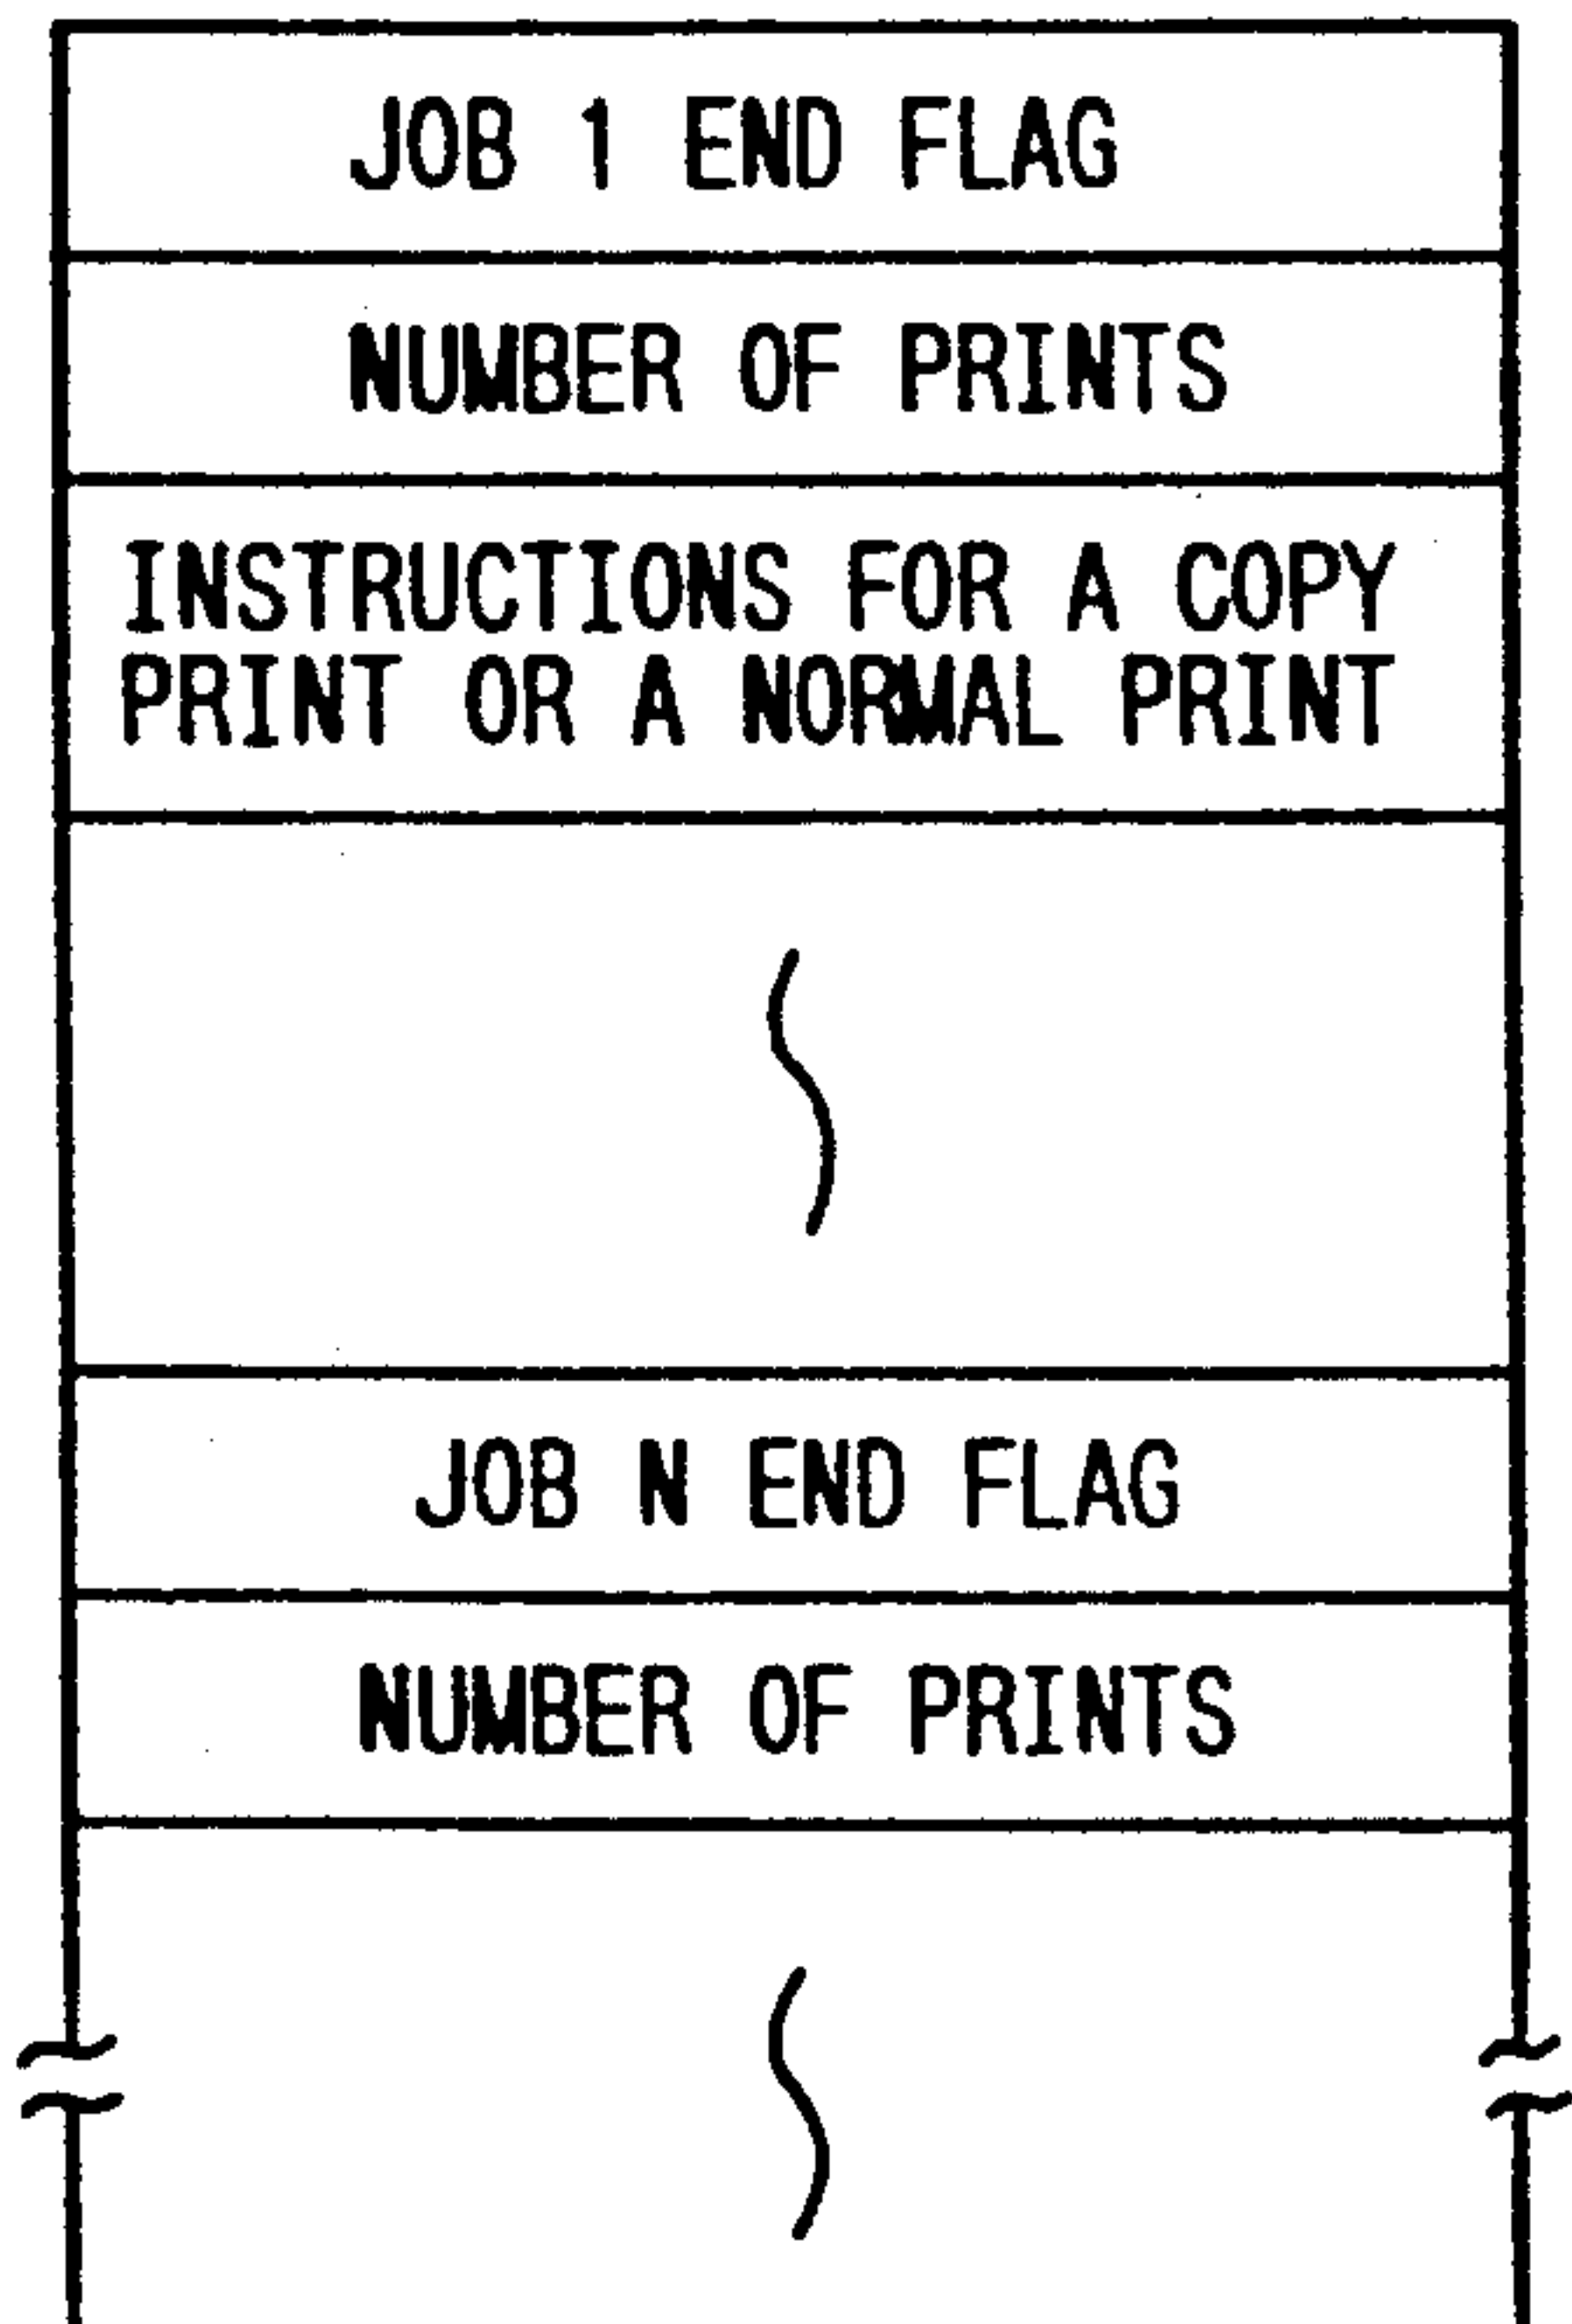 JOB 1 END FLAG
NUMBER OF PRINTS
INSTRUCTIONS FOR A COPY
PRINT OR A NORMAL PRINT
JOB N END FLAG
NUMBER OF PRINTS